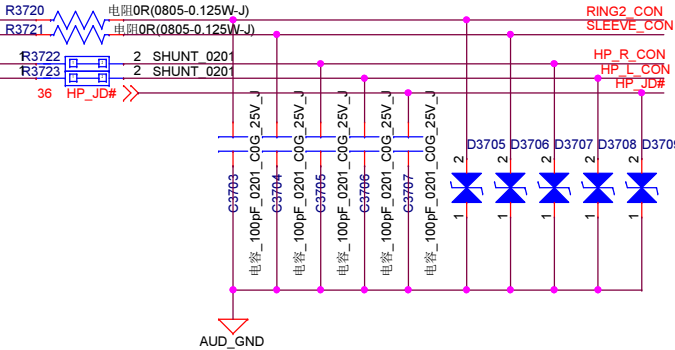 R3720 电阻0R(0805-0.125W-J) RING2_CON
R3721 电阻0R(0805-0.125W-J) SLEEVE_CON
1 R3722 2 SHUNT_0201 HP_R_CON
1 R3723 2 SHUNT_0201 HP_L_CON
36 HP_JD# HP_JD#
C3703 电容_100pF_0201_C0G_25V_J
C3704 电容_100pF_0201_C0G_25V_J
C3705 电容_100pF_0201_C0G_25V_J
C3706 电容_100pF_0201_C0G_25V_J
C3707 电容_100pF_0201_C0G_25V_J
D3705 D3706 D3707 D3708 D3709
2 2 2 2 2
1 1 1 1 1
AUD_GND